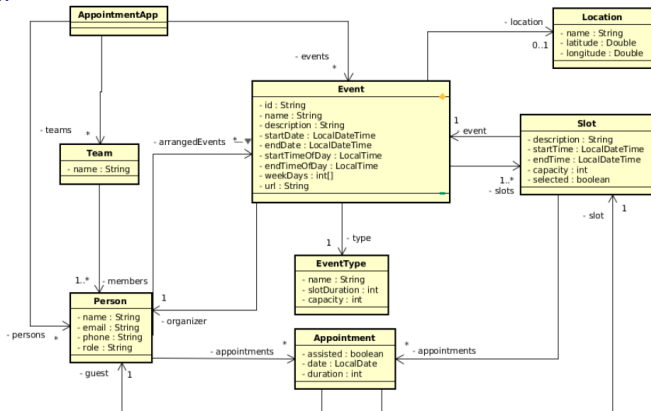 AppointmentApp
Location
- name : String
- latitude : Double
- longitude : Double
- location
0..1
- events
*
Event
- id : String
- name : String
- description : String
- startDate : LocalDateTime
- endDate : LocalDateTime
- startTimeOfDay : LocalTime
- endTimeOfDay : LocalTime
- weekDays : int[]
- url : String
1
event
Slot
- description : String
- startTime : LocalDateTime
- endTime : LocalDateTime
- capacity : int
- selected : boolean
- teams
*
- arrangedEvents
*
Team
- name : String
1..*
- slots
- slot
1
- type
1
EventType
- name : String
- slotDuration : int
- capacity : int
1..*
- members
Person
- name : String
- email : String
- phone : String
- role : String
1
- organizer
- persons
*
- appointments
*
Appointment
- assisted : boolean
- date : LocalDate
- duration : int
*
- appointments
- guest
1